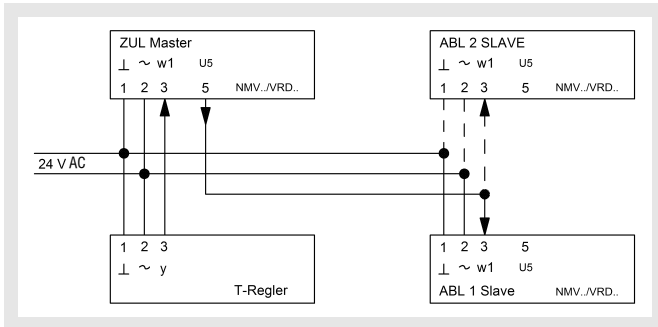 ZUL Master
⊥ ~ w1 U5
1 2 3 5 NMV../VRD..
ABL 2 SLAVE
⊥ ~ w1 U5
1 2 3 5 NMV../VRD..
24 V AC
1 2 3
⊥ ~ y
T-Regler
1 2 3 5
⊥ ~ w1 U5
ABL 1 Slave NMV../VRD..